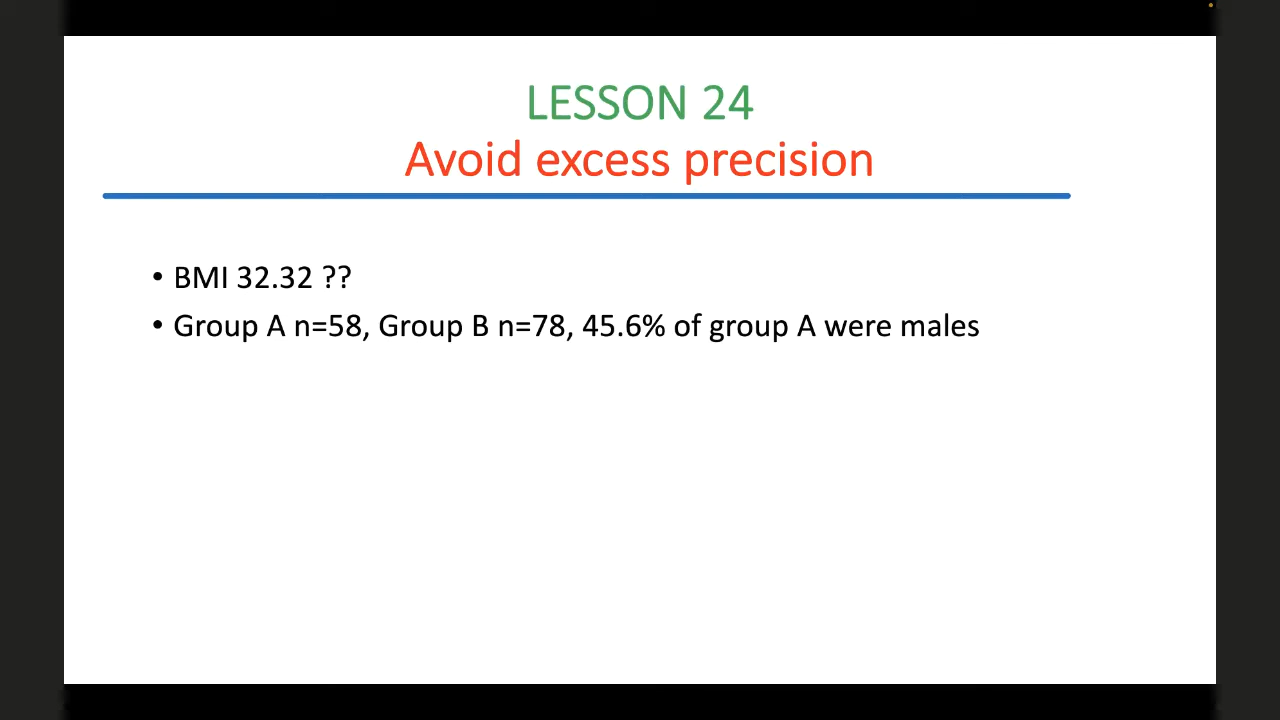 LESSON 24
Avoid excess precision
• BMI 32.32 ??
• Group A n=58, Group B n=78, 45.6% of group A were males